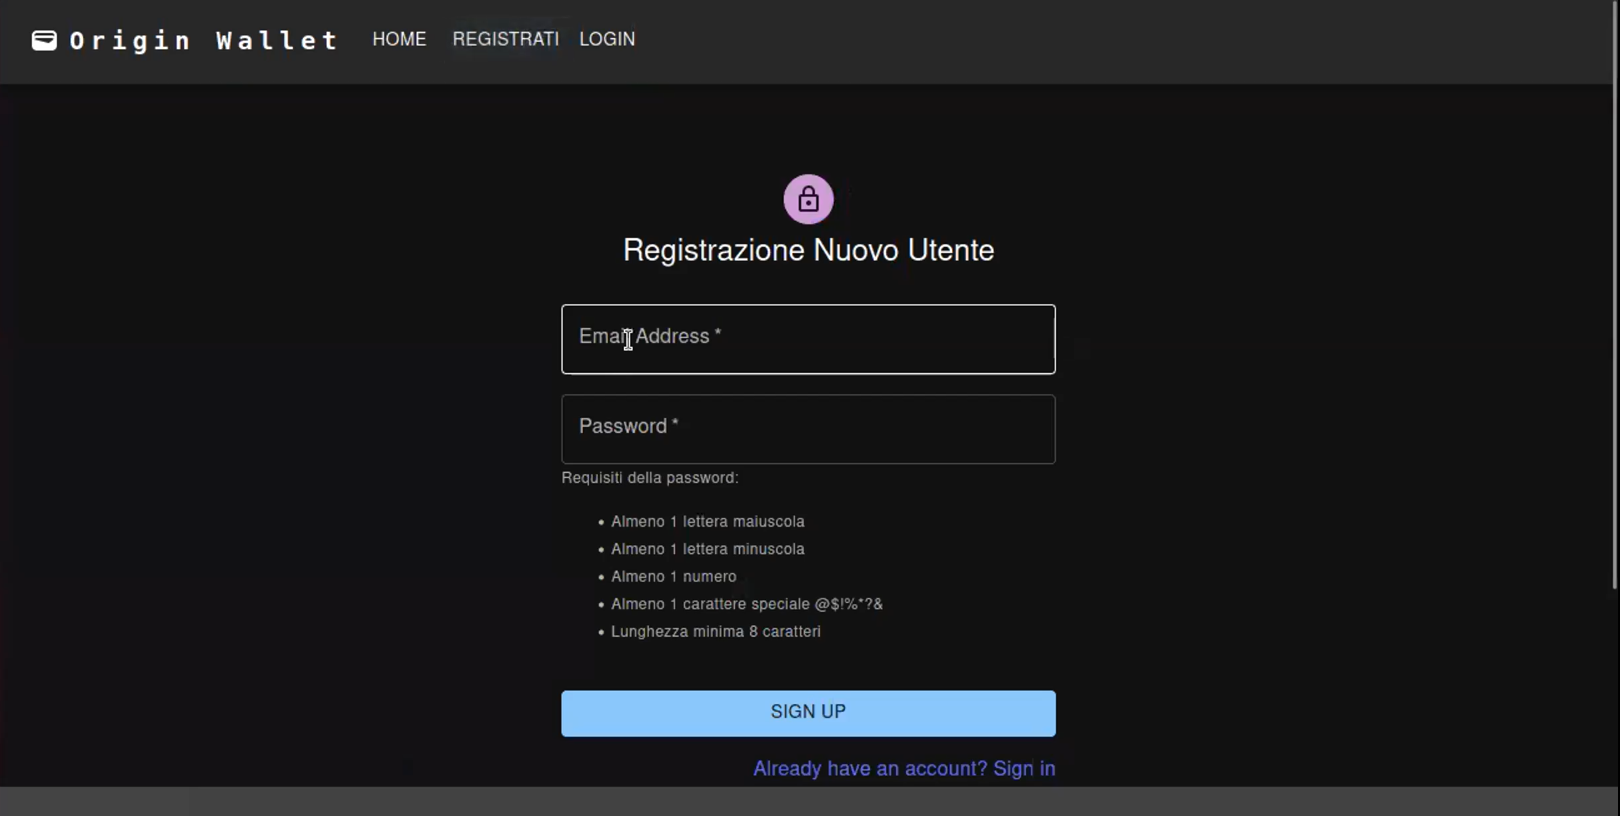 Origin Wallet HOME REGISTRATI LOGIN
Registrazione Nuovo Utente
Email Address *
Password *
Requisiti della password:
• Almeno 1 lettera maiuscola
• Almeno 1 lettera minuscola
• Almeno 1 numero
• Almeno 1 carattere speciale @$!%*?&
• Lunghezza minima 8 caratteri
SIGN UP
Already have an account? Sign in